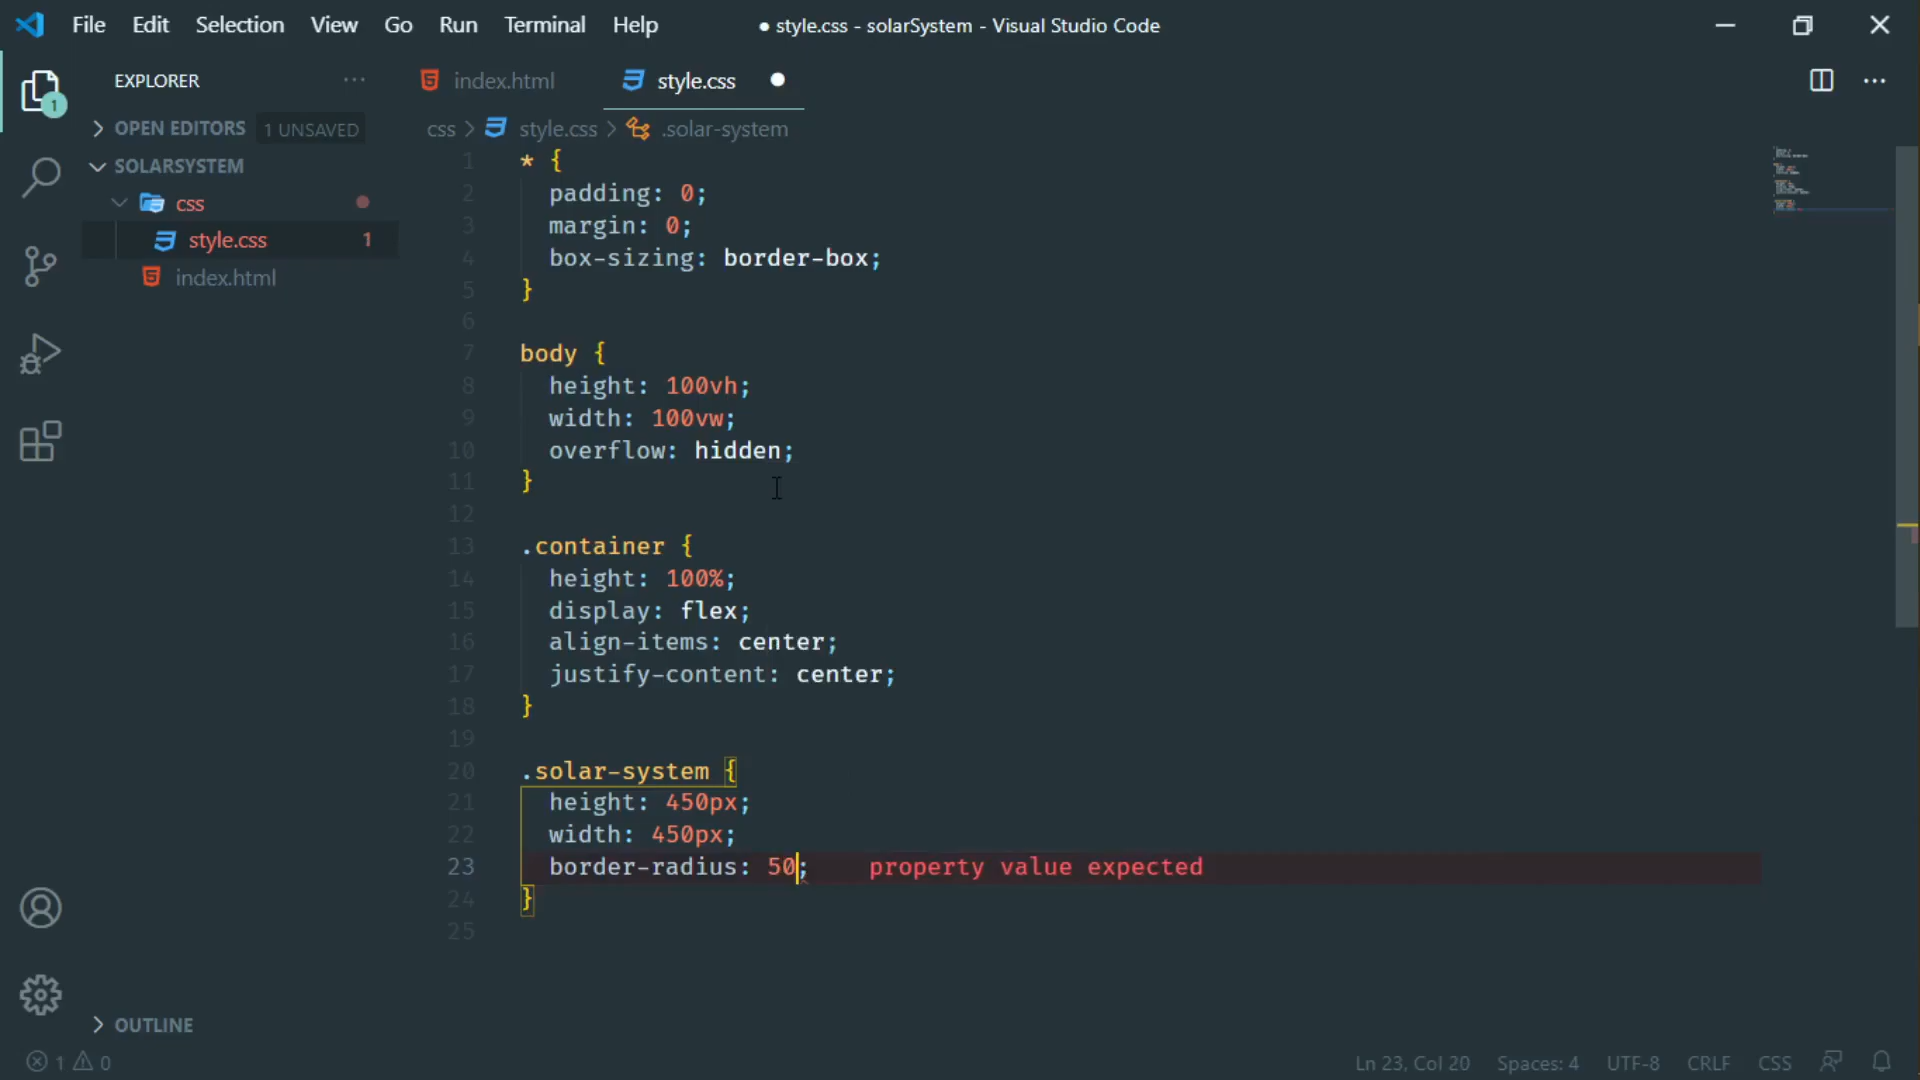 File Edit Selection View Go Run Terminal Help ● style.css - solarSystem - Visual Studio Code
EXPLORER ··· index.html style.css ●
OPEN EDITORS 1 UNSAVED
css > style.css > .solar-system
SOLARSYSTEM
css
style.css 1
index.html
1 * {
2 padding: 0;
3 margin: 0;
4 box-sizing: border-box;
5 }
6
7 body {
8 height: 100vh;
9 width: 100vw;
10 overflow: hidden;
11 }
12
13 .container {
14 height: 100%;
15 display: flex;
16 align-items: center;
17 justify-content: center;
18 }
19
20 .solar-system {
21 height: 450px;
22 width: 450px;
23 border-radius: 50; property value expected
24 }
25
1
OUTLINE
1 0 Ln 23, Col 20 Spaces: 4 UTF-8 CRLF CSS